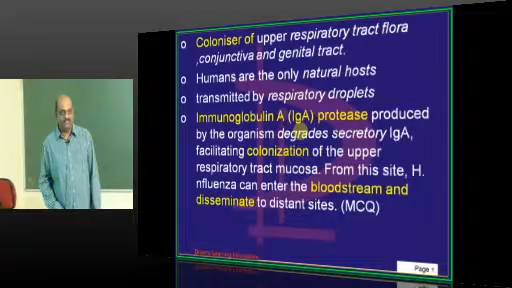 Coloniser of upper respiratory tract flora
,conjunctiva and genital tract.
Humans are the only natural hosts
transmitted by respiratory droplets
Immunoglobulin A (IgA) protease produced
by the organism degrades secretory IgA,
facilitating colonization of the upper
respiratory tract mucosa. From this site, H.
nfluenza can enter the bloodstream and
disseminate to distant sites. (MCQ)
Page 1